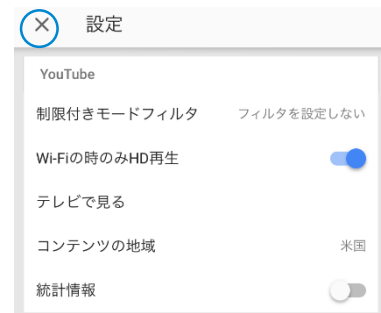 設定
YouTube
制限付きモードフィルタ フィルタを設定しない
Wi-Fiの時のみHD再生
テレビで見る
コンテンツの地域 米国
統計情報